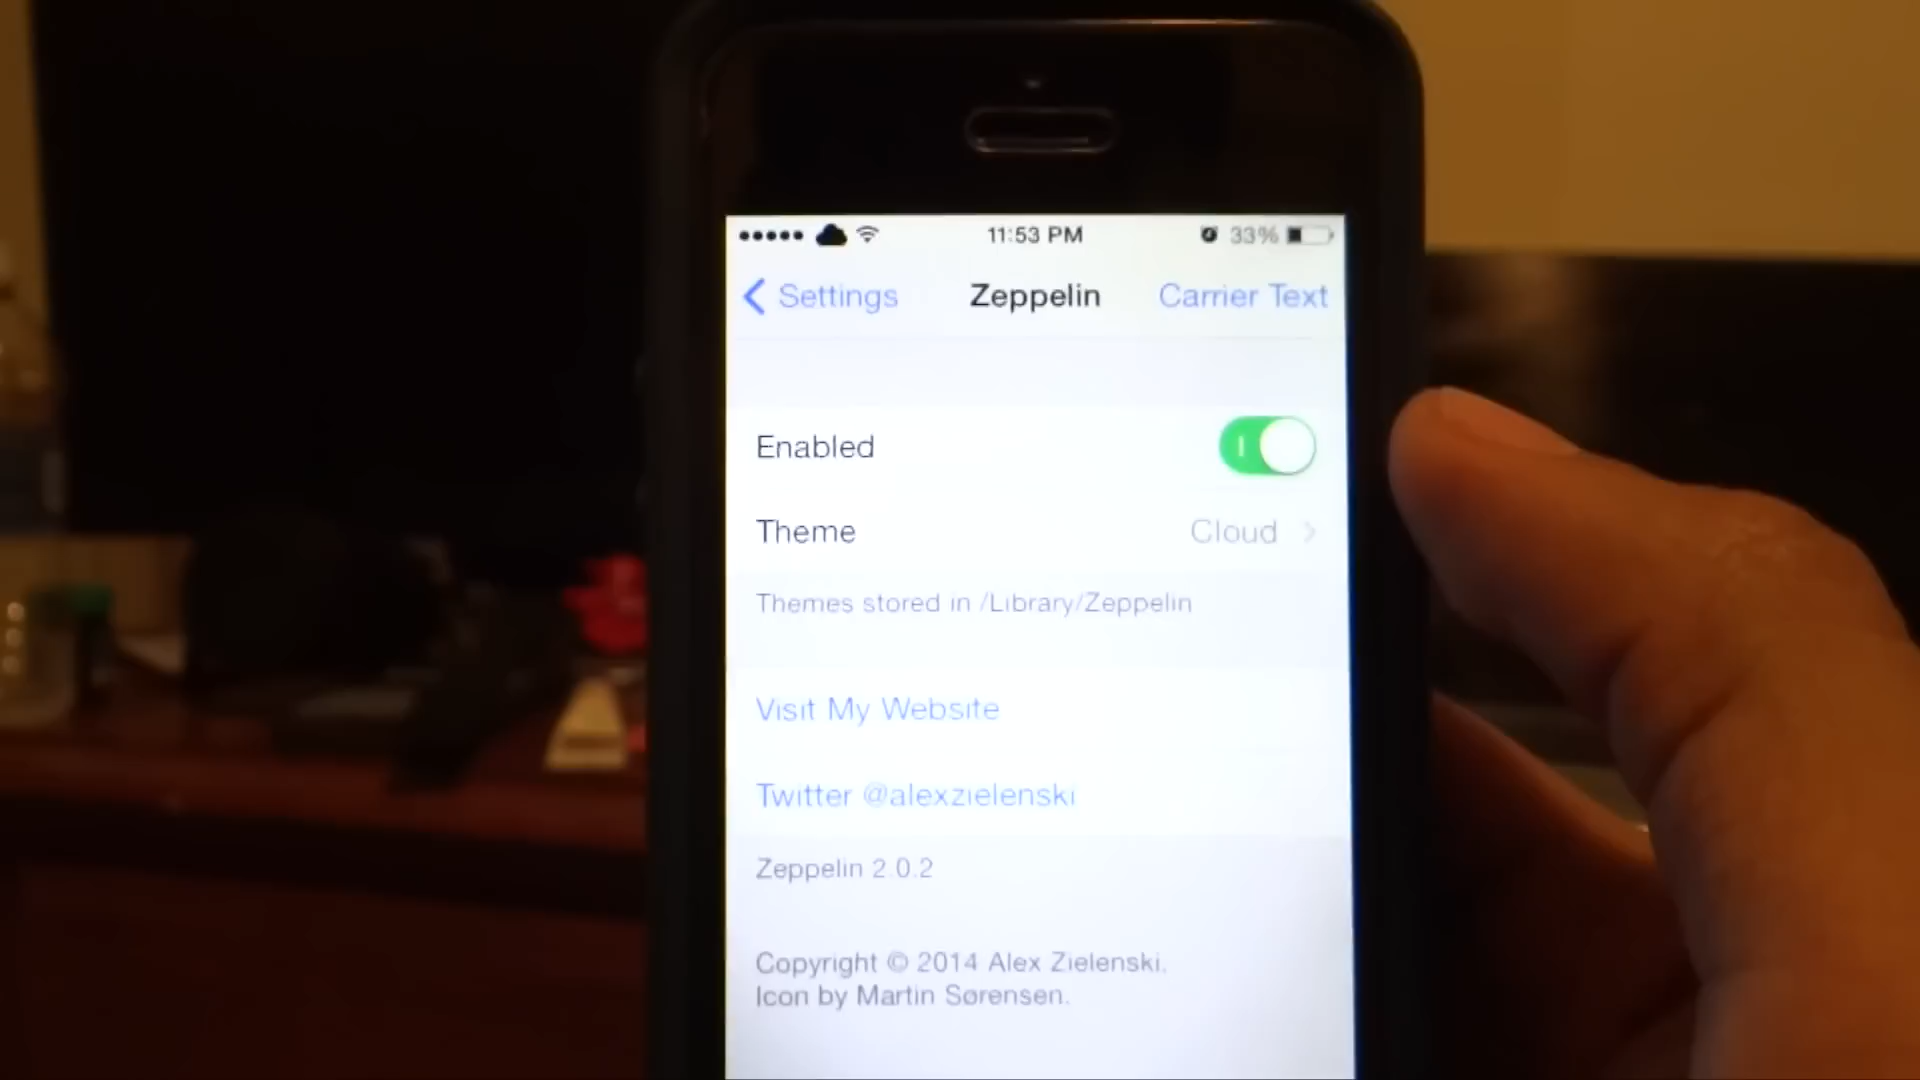 11:53 PM 33%
Settings Zeppelin Carrier Text
Enabled
Theme Cloud
Themes stored in /Library/Zeppelin
Visit My Website
Twitter @alexzielenski
Zeppelin 2.0.2
Copyright © 2014 Alex Zielenski.
Icon by Martin Sørensen.